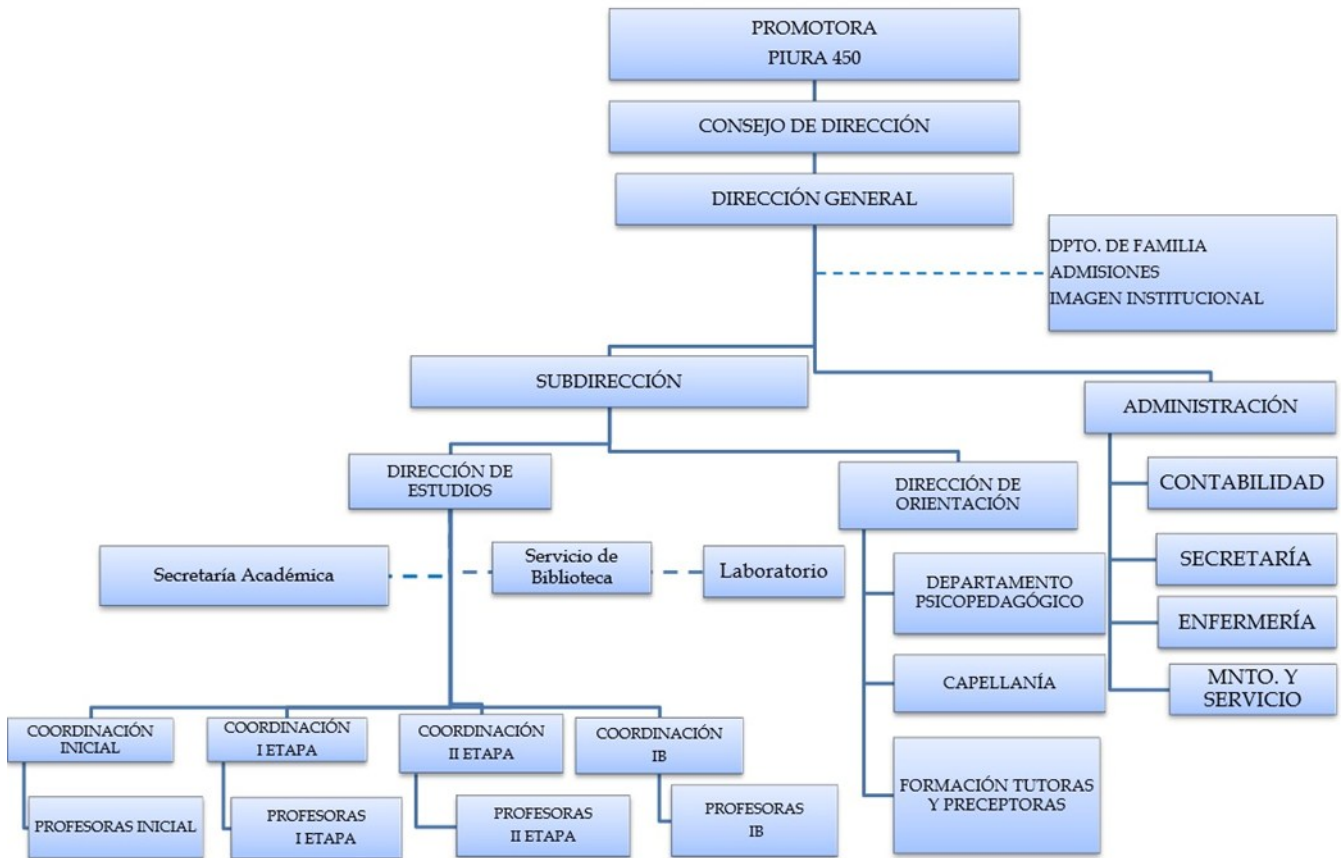 PROMOTORA
PIURA 450
CONSEJO DE DIRECCIÓN
DIRECCIÓN GENERAL
DPTO. DE FAMILIA
ADMISIONES
IMAGEN INSTITUCIONAL
SUBDIRECCIÓN
ADMINISTRACIÓN
DIRECCIÓN DE
ESTUDIOS
DIRECCIÓN DE
ORIENTACIÓN
CONTABILIDAD
Secretaría Académica
Servicio de
Biblioteca
Laboratorio
SECRETARÍA
DEPARTAMENTO
PSICOPEDAGÓGICO
ENFERMERÍA
CAPELLANÍA
MNTO. Y
SERVICIO
COORDINACIÓN
INICIAL
COORDINACIÓN
I ETAPA
COORDINACIÓN
II ETAPA
COORDINACIÓN
IB
FORMACIÓN TUTORAS
Y PRECEPTORAS
PROFESORAS INICIAL
PROFESORAS
I ETAPA
PROFESORAS
II ETAPA
PROFESORAS
IB